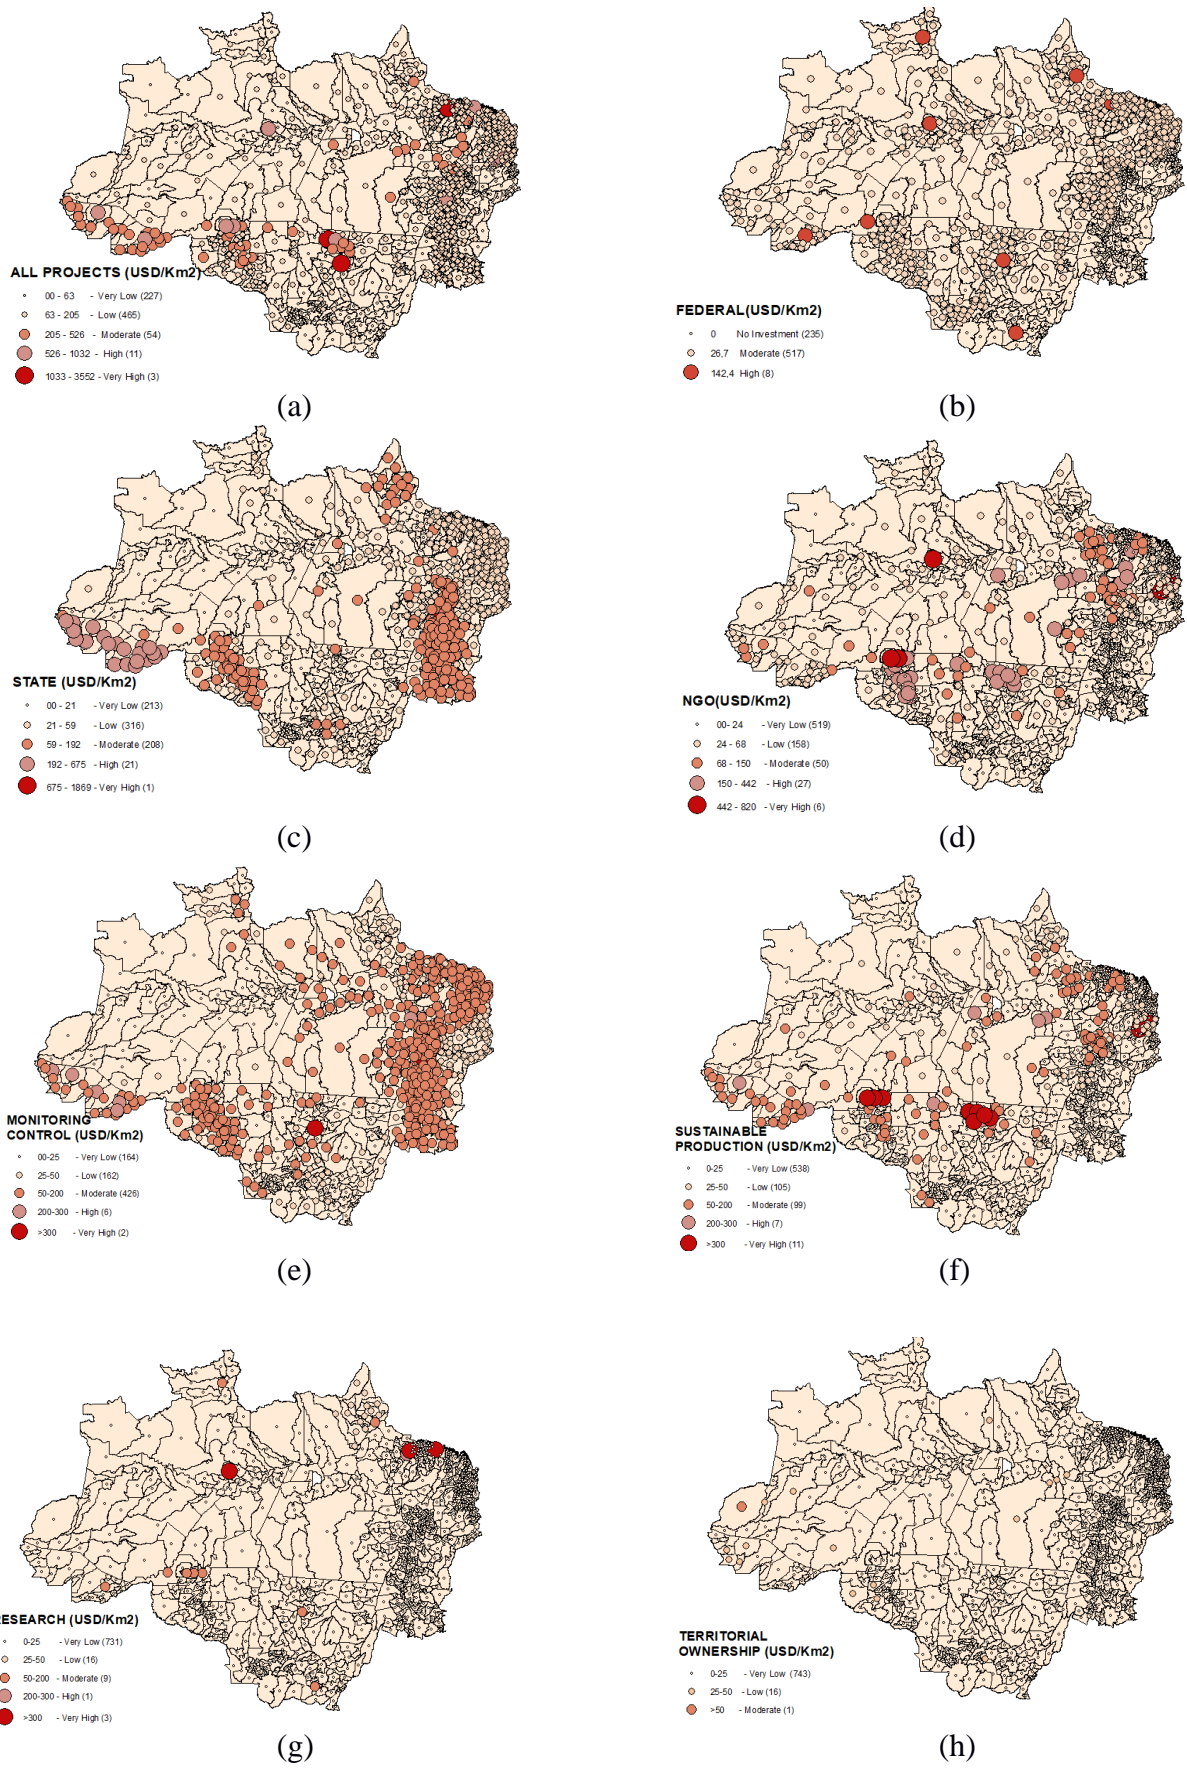 ALL PROJECTS (USD/Km2)
00 - 63 - Very Low (227)
63 - 205 - Low (465)
205 - 526 - Moderate (54)
526 - 1032 - High (11)
1033 - 3552 - Very High (3)
(a)
FEDERAL(USD/Km2)
0 No Investment (235)
26,7 Moderate (517)
142,4 High (8)
(b)
STATE (USD/Km2)
00 - 21 - Very Low (213)
21 - 59 - Low (316)
59 - 192 - Moderate (208)
192 - 675 - High (21)
675 - 1869 - Very High (1)
(c)
NGO(USD/Km2)
00- 24 - Very Low (519)
24 - 68 - Low (158)
68 - 150 - Moderate (50)
150 - 442 - High (27)
442 - 820 - Very High (6)
(d)
MONITORING
CONTROL (USD/Km2)
00-25 - Very Low (164)
25-50 - Low (162)
50-200 - Moderate (426)
200-300 - High (6)
>300 - Very High (2)
(e)
SUSTAINABLE
PRODUCTION (USD/Km2)
0-25 - Very Low (538)
25-50 - Low (105)
50-200 - Moderate (99)
200-300 - High (7)
>300 - Very High (11)
(f)
RESEARCH (USD/Km2)
0-25 - Very Low (731)
25-50 - Low (16)
50-200 - Moderate (9)
200-300 - High (1)
>300 - Very High (3)
(g)
TERRITORIAL
OWNERSHIP (USD/Km2)
0-25 - Very Low (743)
25-50 - Low (16)
>50 - Moderate (1)
(h)